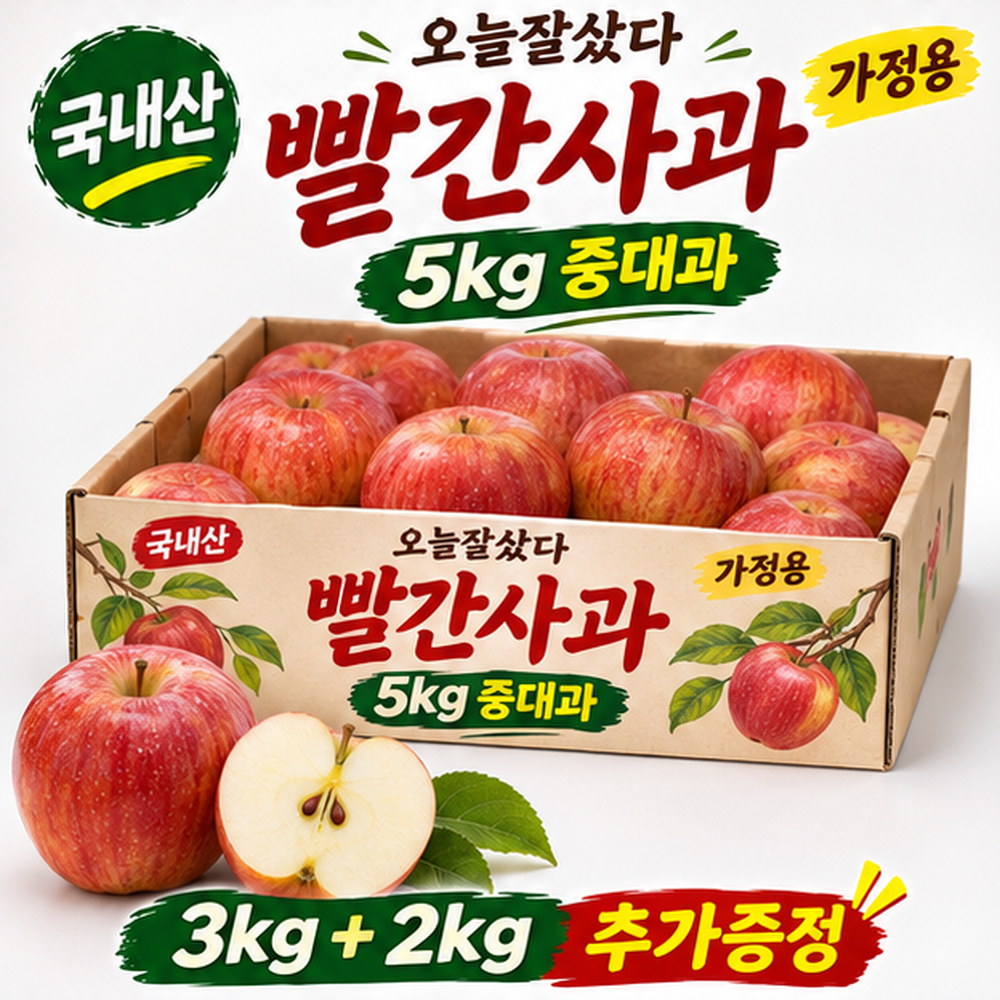 국내산
오늘잘샀다
가정용
빨간사과
5kg 중대과
국내산
오늘잘샀다
가정용
빨간사과
5kg 중대과
3kg + 2kg 추가증정